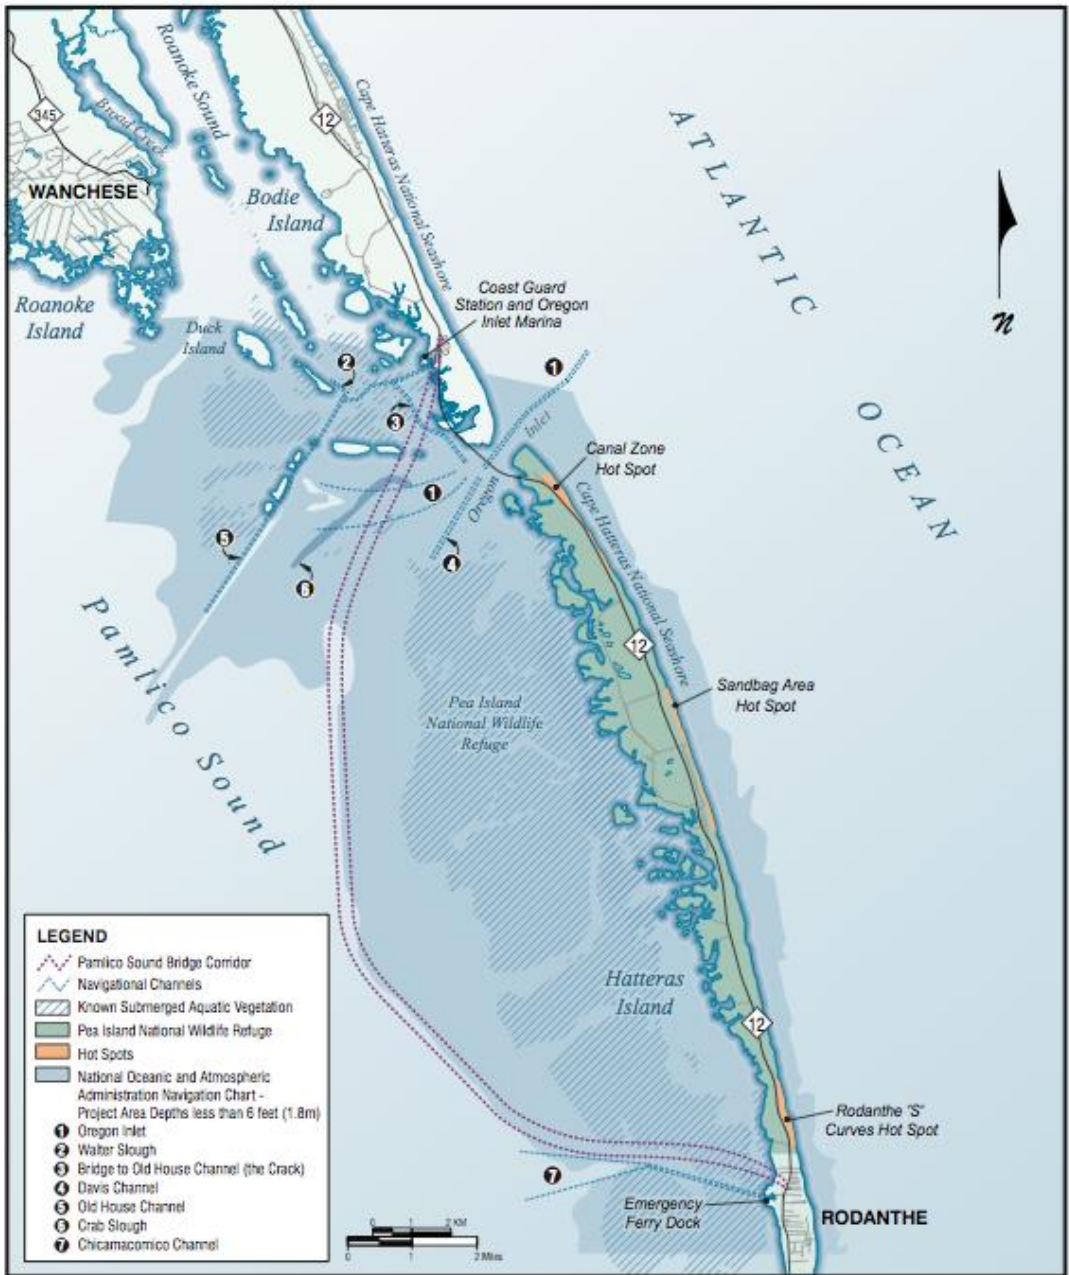 Roanoke Sound
Broad Creek
345
12
Cape Hatteras National Seashore
WANCHESE
Bodie
Island
ATLANTIC
OCEAN
Roanoke
Island
Duck
Island
Coast Guard
Station and Oregon
Inlet Marina
N
2
1
3
Inlet
Oregon
Canal Zone
Hot Spot
1
Cape Hatteras National Seashore
5
4
6
Pamlico Sound
12
Sandbag Area
Hot Spot
Pea Island
National Wildlife
Refuge
Hatteras
Island
12
Rodanthe "S"
Curves Hot Spot
7
Emergency
Ferry Dock
RODANTHE
LEGEND
Pamlico Sound Bridge Corridor
Navigational Channels
Known Submerged Aquatic Vegetation
Pea Island National Wildlife Refuge
Hot Spots
National Oceanic and Atmospheric
Administration Navigation Chart -
Project Area Depths less than 6 feet (1.8m)
1 Oregon Inlet
2 Walter Slough
3 Bridge to Old House Channel (the Crack)
4 Davis Channel
5 Old House Channel
6 Crab Slough
7 Chicamacomico Channel
0 1 2 KM
0 1 2 Miles